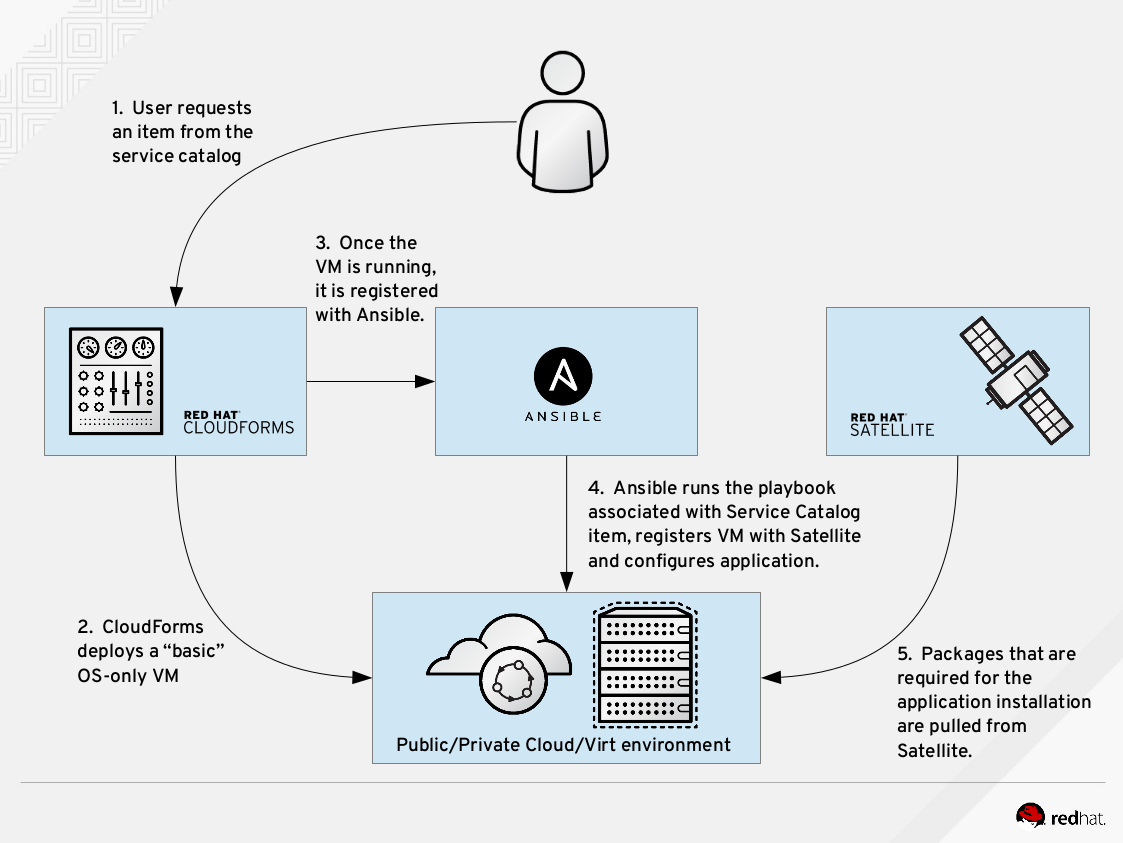 1. User requests
an item from the
service catalog
3. Once the
VM is running,
it is registered
with Ansible.
RED HAT
CLOUDFORMS
ANSIBLE
RED HAT
SATELLITE
4. Ansible runs the playbook
associated with Service Catalog
item, registers VM with Satellite
and configures application.
2. CloudForms
deploys a “basic”
OS-only VM
5. Packages that are
required for the
application installation
are pulled from
Satellite.
Public/Private Cloud/Virt environment
redhat.